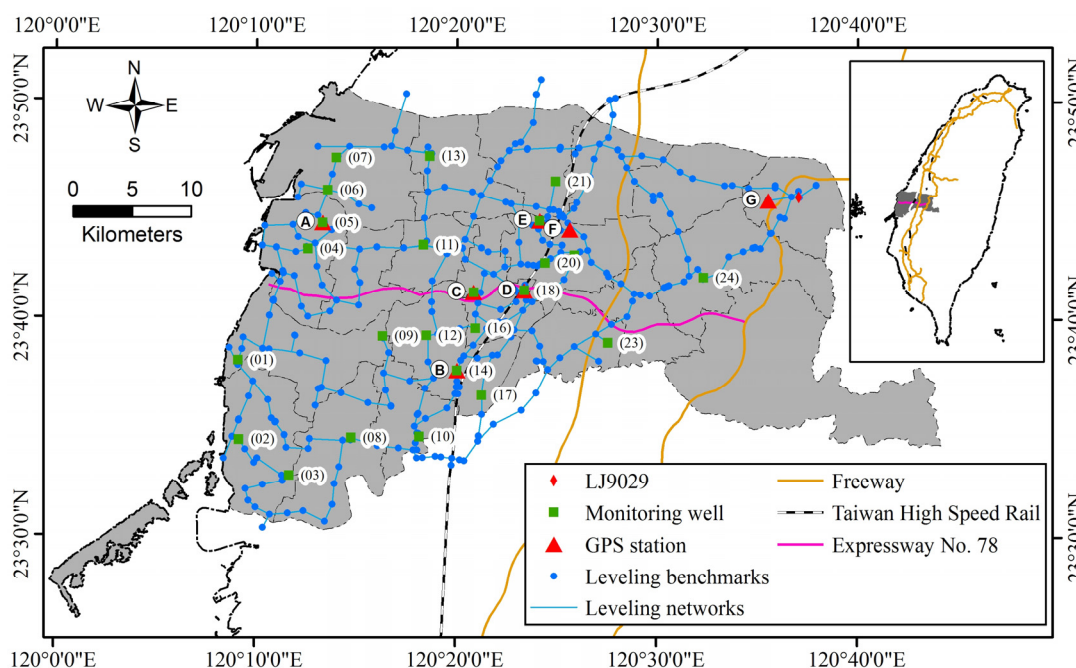 120°0'0"E 120°10'0"E 120°20'0"E 120°30'0"E 120°40'0"E
23°50'0"N
23°50'0"N
N
W E
S
0 5 10
Kilometers
(07)
(13)
(06)
(21)
G
A
(05)
E
F
(04)
(11)
(20)
(24)
C
D
(18)
23°40'0"N
23°40'0"N
(09)
(12)
(16)
(23)
(01)
B
(14)
(17)
(02)
(08)
(10)
(03)
LJ9029
Freeway
Monitoring well
Taiwan High Speed Rail
GPS station
Expressway No. 78
Leveling benchmarks
Leveling networks
23°30'0"N
23°30'0"N
120°0'0"E 120°10'0"E 120°20'0"E 120°30'0"E 120°40'0"E